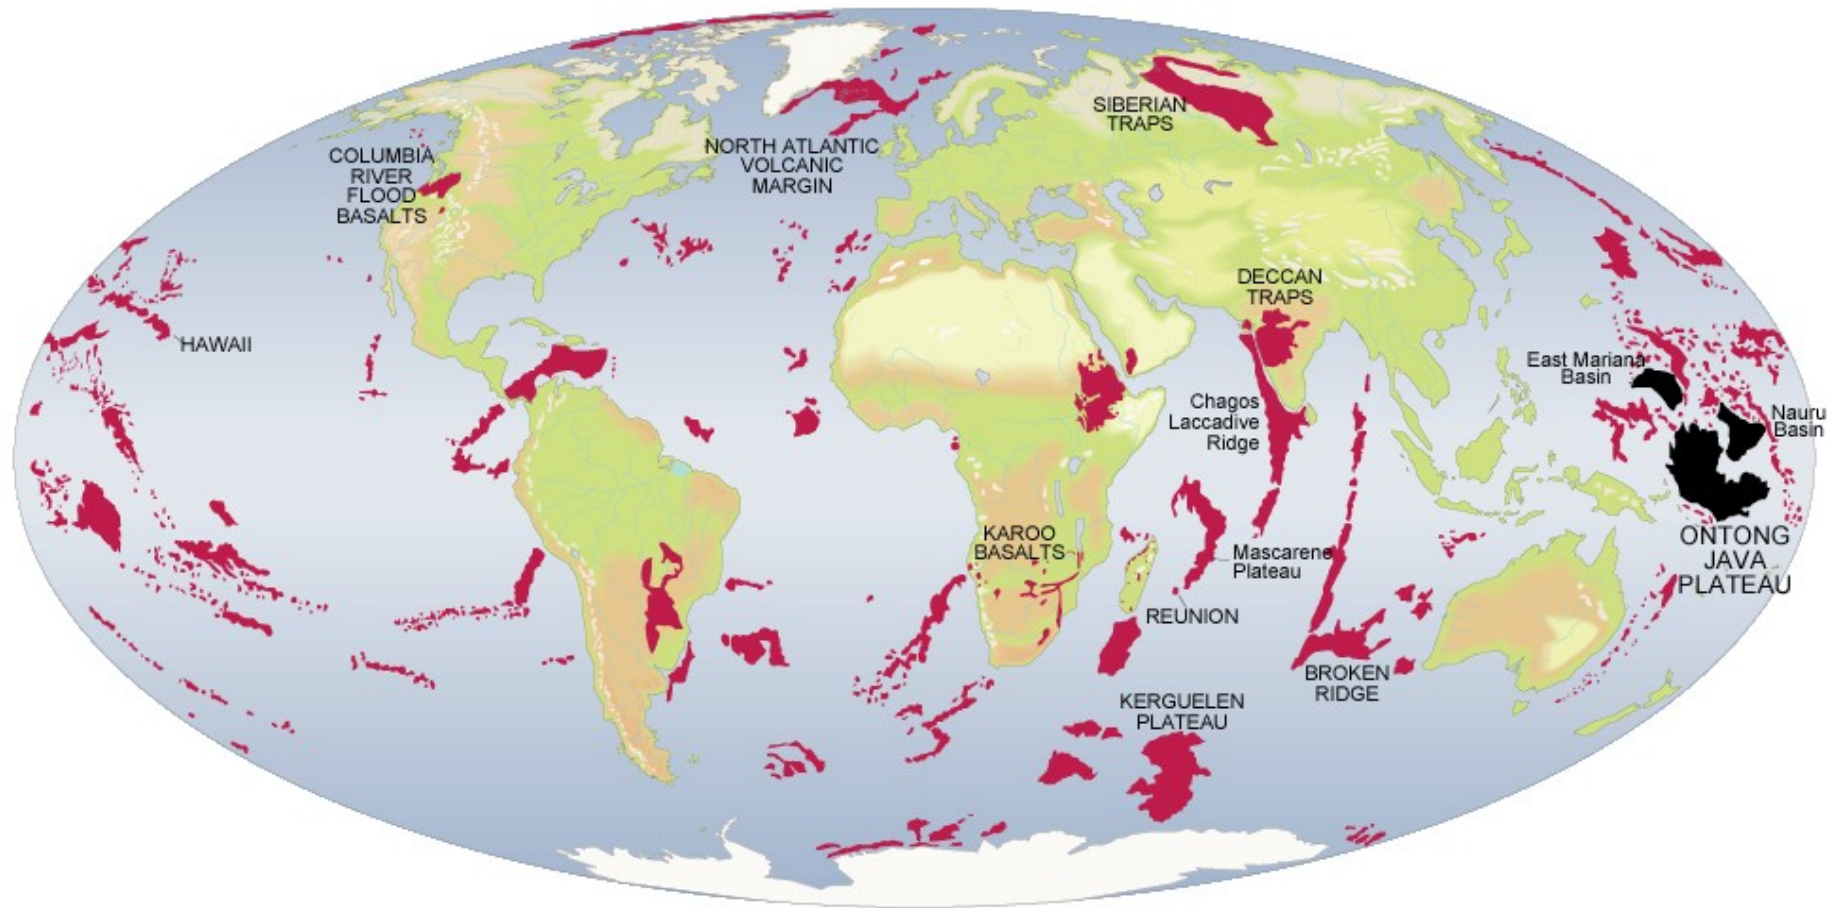 SIBERIAN
TRAPS
NORTH ATLANTIC
VOLCANIC
MARGIN
COLUMBIA
RIVER
FLOOD
BASALTS
DECCAN
TRAPS
HAWAII
East Mariana
Basin
Chagos
Laccadive
Ridge
Nauru
Basin
KAROO
BASALTS
ONTONG
JAVA
PLATEAU
Mascarene
Plateau
REUNION
BROKEN
RIDGE
KERGUELEN
PLATEAU